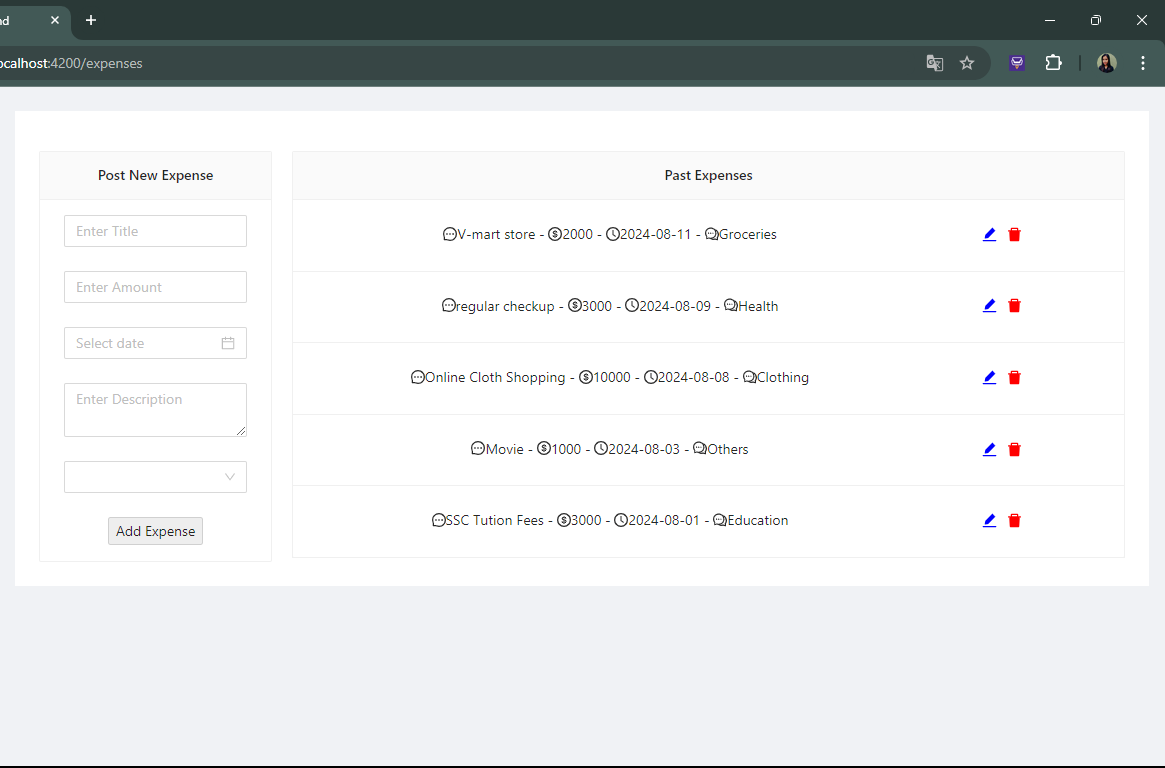 nd
ocalhost:4200/expenses
Post New Expense
Enter Title
Enter Amount
Select date
Enter Description
Add Expense
Past Expenses
V-mart store - $2000 - 2024-08-11 - Groceries
regular checkup - $3000 - 2024-08-09 - Health
Online Cloth Shopping - $10000 - 2024-08-08 - Clothing
Movie - $1000 - 2024-08-03 - Others
SSC Tution Fees - $3000 - 2024-08-01 - Education